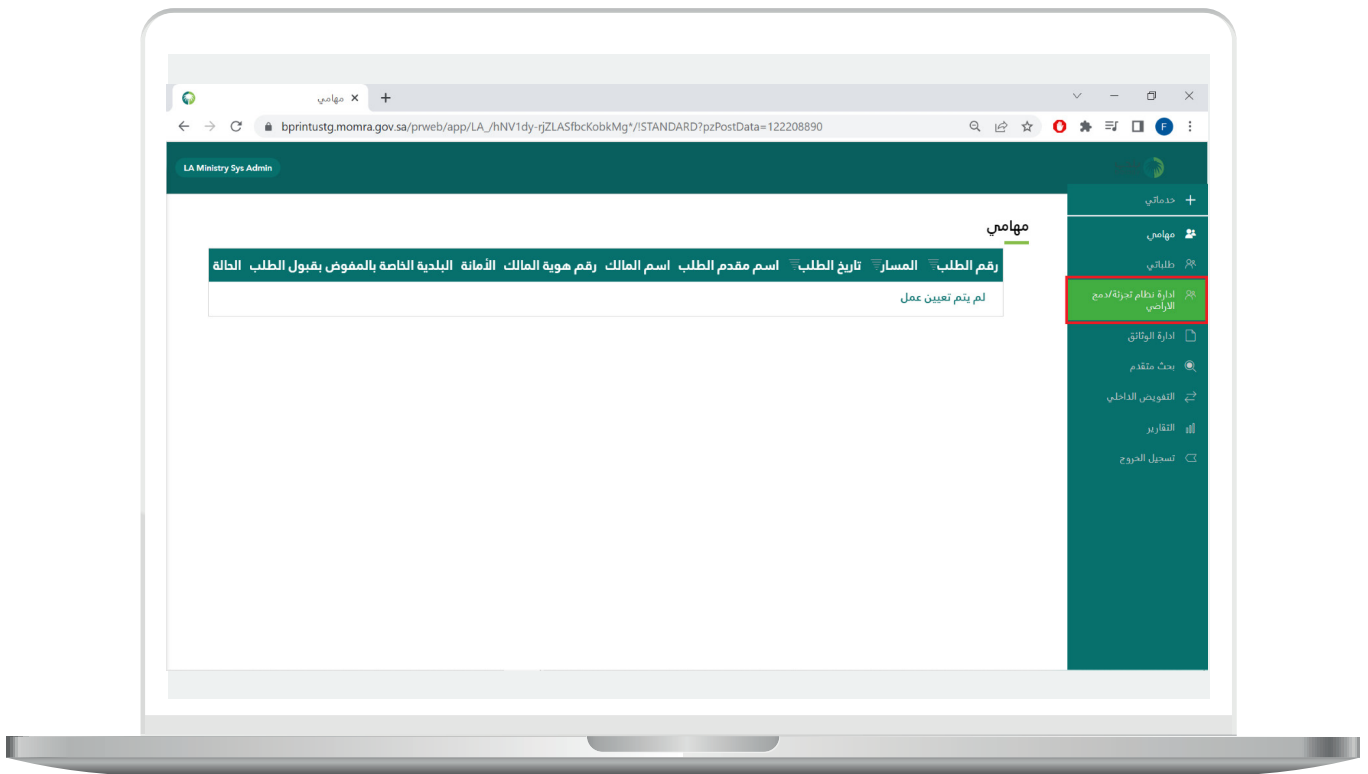 مهامي
bprintustg.momra.gov.sa/prweb/app/LA_/hNV1dy-rjZLASfbcKobkMg*/!STANDARD?pzPostData=122208890
F
LA Ministry Sys Admin
خدماتي
مهامي
طلباتي
ادارة نظام تجزئة/دمج
الاراضي
ادارة الوثائق
بحث متقدم
التفويض الداخلي
التقارير
تسجيل الخروج
مهامي
رقم الطلب المسار تاريخ الطلب اسم مقدم الطلب اسم المالك رقم هوية المالك الأمانة البلدية الخاصة بالمفوض بقبول الطلب الحالة
لم يتم تعيين عمل